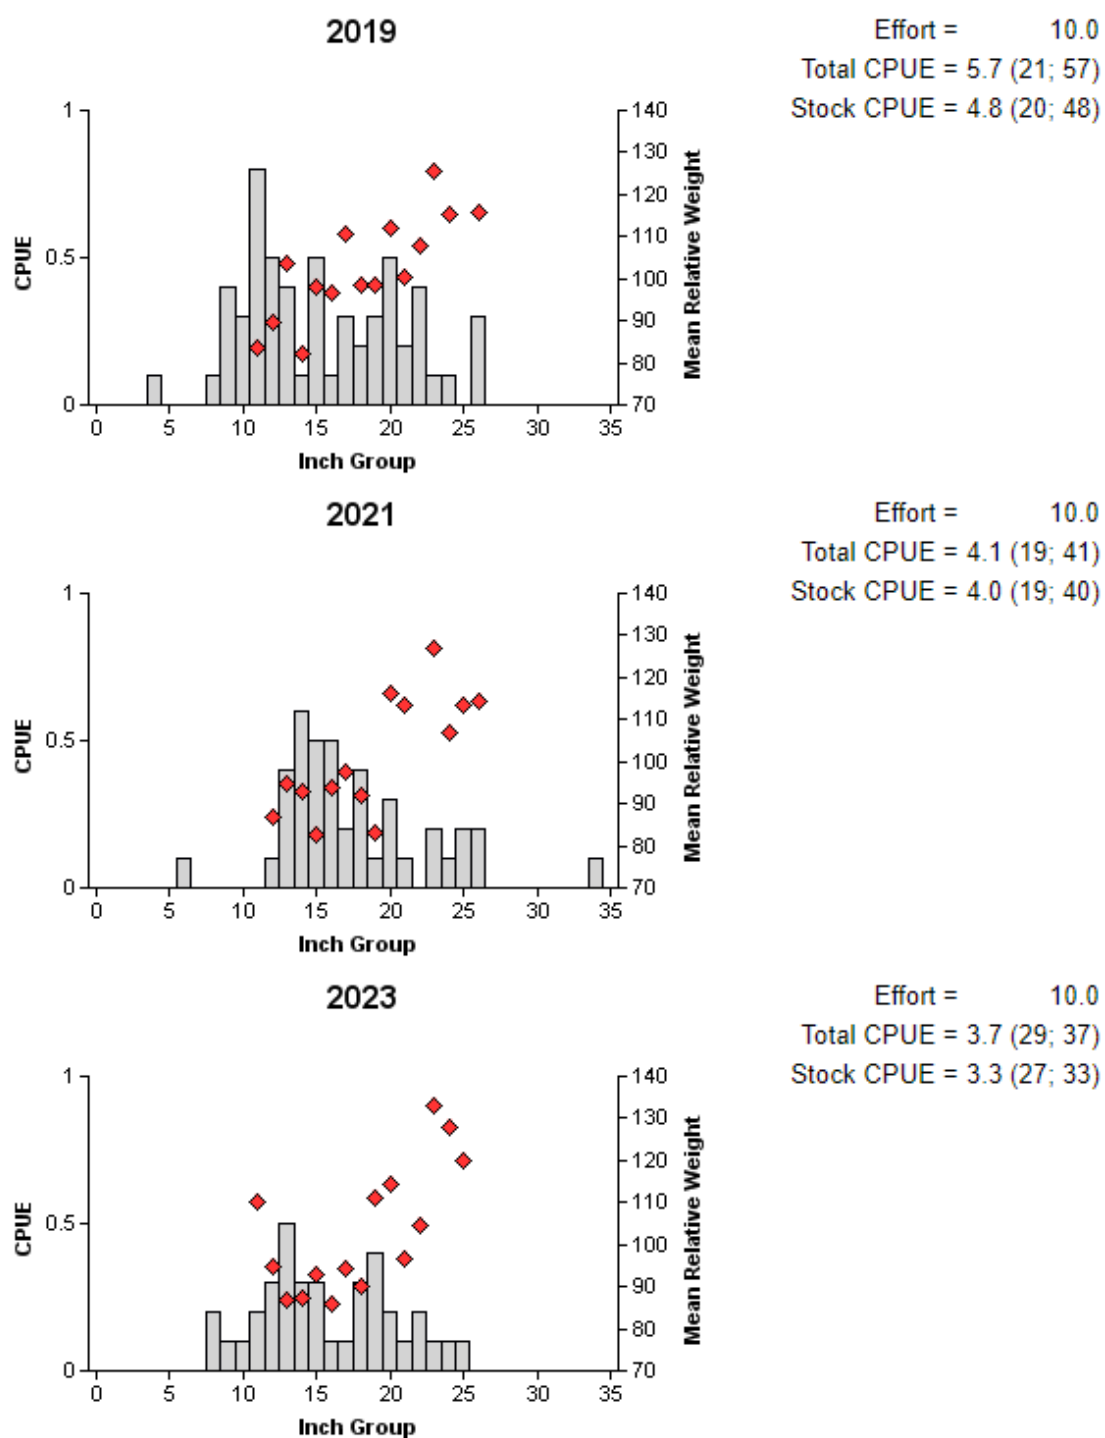 2019
Effort = 10.0
Total CPUE = 5.7 (21; 57)
Stock CPUE = 4.8 (20; 48)
1
0.5
0
CPUE
140
130
120
110
100
90
80
70
Mean Relative Weight
0 5 10 15 20 25 30 35
Inch Group
2021
Effort = 10.0
Total CPUE = 4.1 (19; 41)
Stock CPUE = 4.0 (19; 40)
1
0.5
0
CPUE
140
130
120
110
100
90
80
70
Mean Relative Weight
0 5 10 15 20 25 30 35
Inch Group
2023
Effort = 10.0
Total CPUE = 3.7 (29; 37)
Stock CPUE = 3.3 (27; 33)
1
0.5
0
CPUE
140
130
120
110
100
90
80
70
Mean Relative Weight
0 5 10 15 20 25 30 35
Inch Group